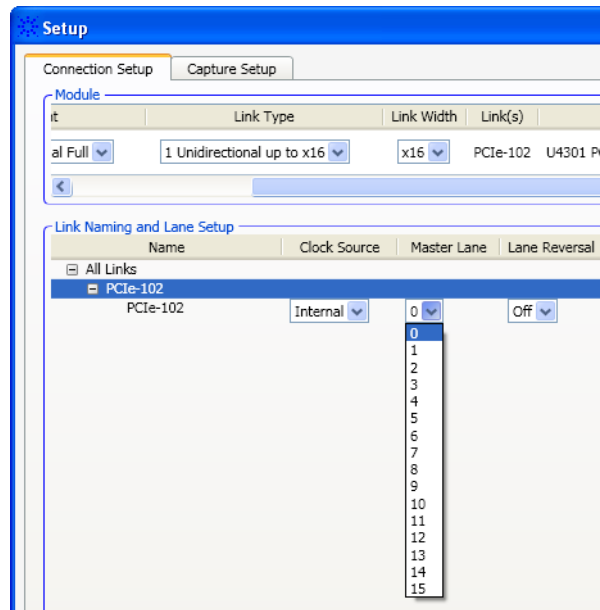 Setup
Connection Setup Capture Setup
Module
Link Type Link Width Link(s)
al Full 1 Unidirectional up to x16 x16 PCIe-102 U4301 P
Link Naming and Lane Setup
Name Clock Source Master Lane Lane Reversal
All Links
PCIe-102
PCIe-102 Internal 0 Off
0
1
2
3
4
5
6
7
8
9
10
11
12
13
14
15